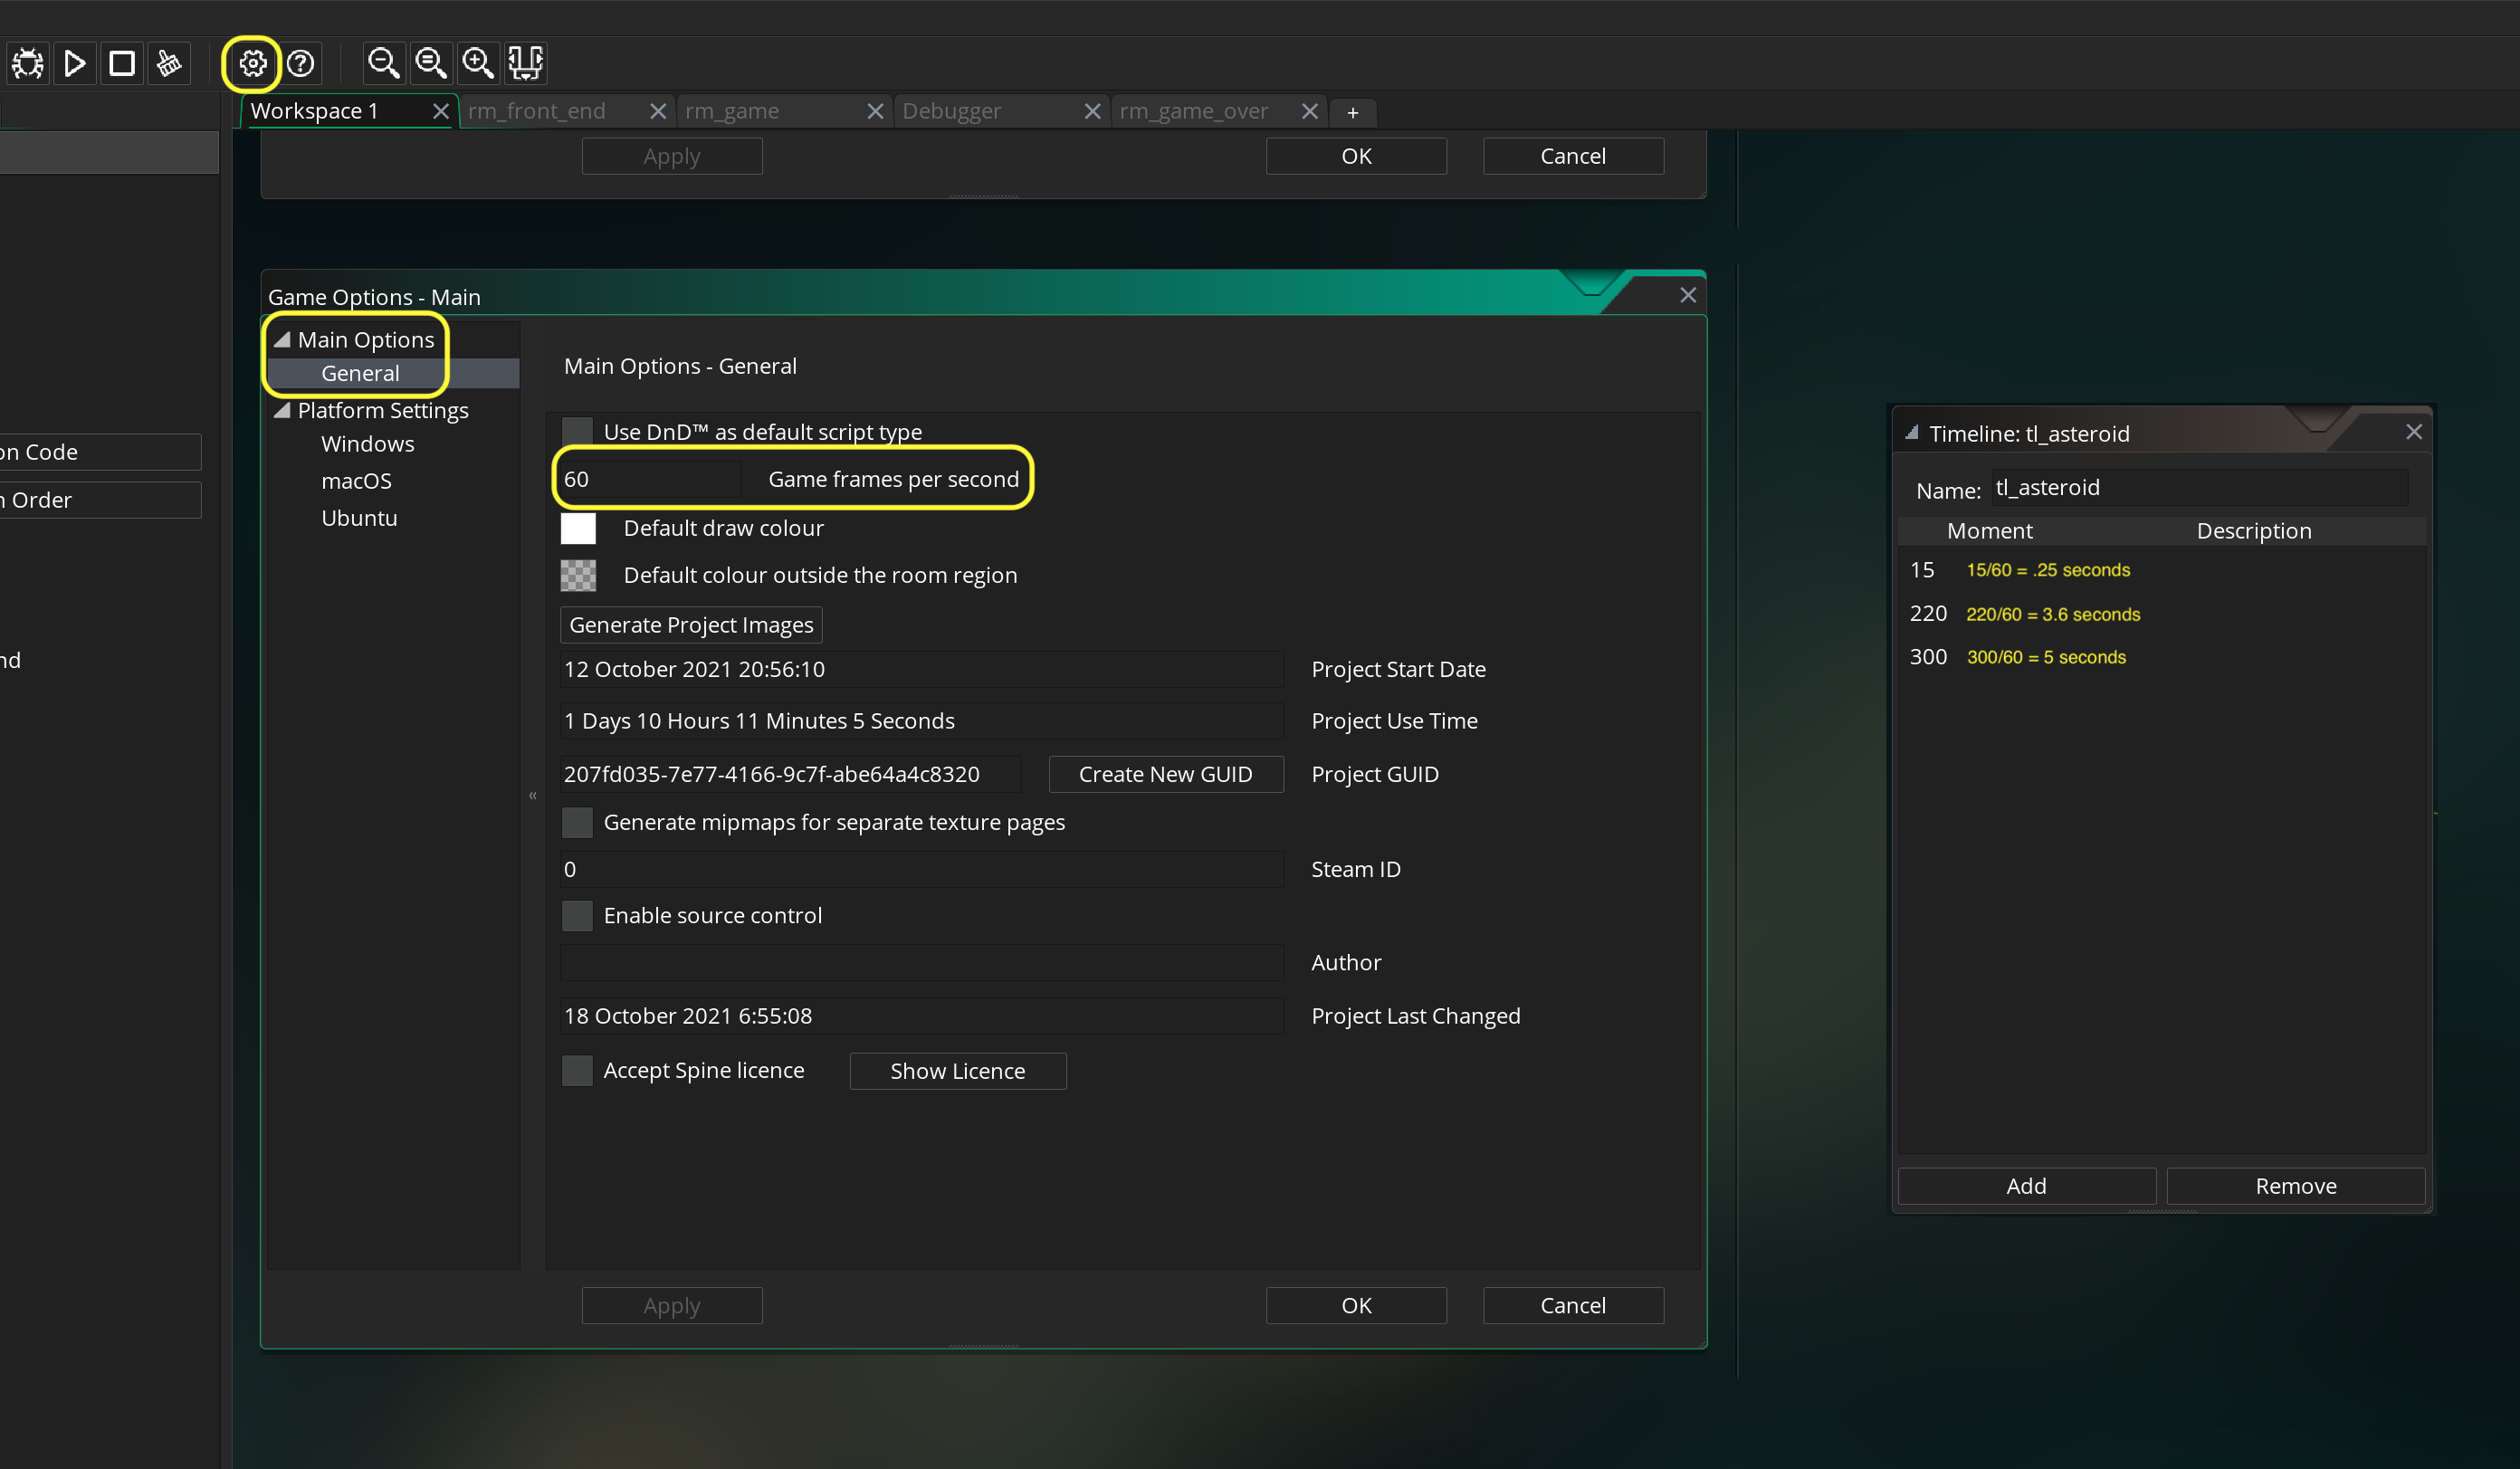 Workspace 1
rm_front_end
rm_game
Debugger
rm_game_over
+
Apply
OK
Cancel
Game Options - Main
Main Options
General
Platform Settings
Windows
macOS
Ubuntu
on Code
Order
nd
Main Options - General
Use DnD™ as default script type
60 Game frames per second
Default draw colour
Default colour outside the room region
Generate Project Images
12 October 2021 20:56:10 Project Start Date
1 Days 10 Hours 11 Minutes 5 Seconds Project Use Time
207fd035-7e77-4166-9c7f-abe64a4c8320 Create New GUID Project GUID
«
Generate mipmaps for separate texture pages
0 Steam ID
Enable source control
Author
18 October 2021 6:55:08 Project Last Changed
Accept Spine licence Show Licence
Apply
OK
Cancel
Timeline: tl_asteroid
Name: tl_asteroid
Moment Description
15 15/60 = .25 seconds
220 220/60 = 3.6 seconds
300 300/60 = 5 seconds
Add
Remove